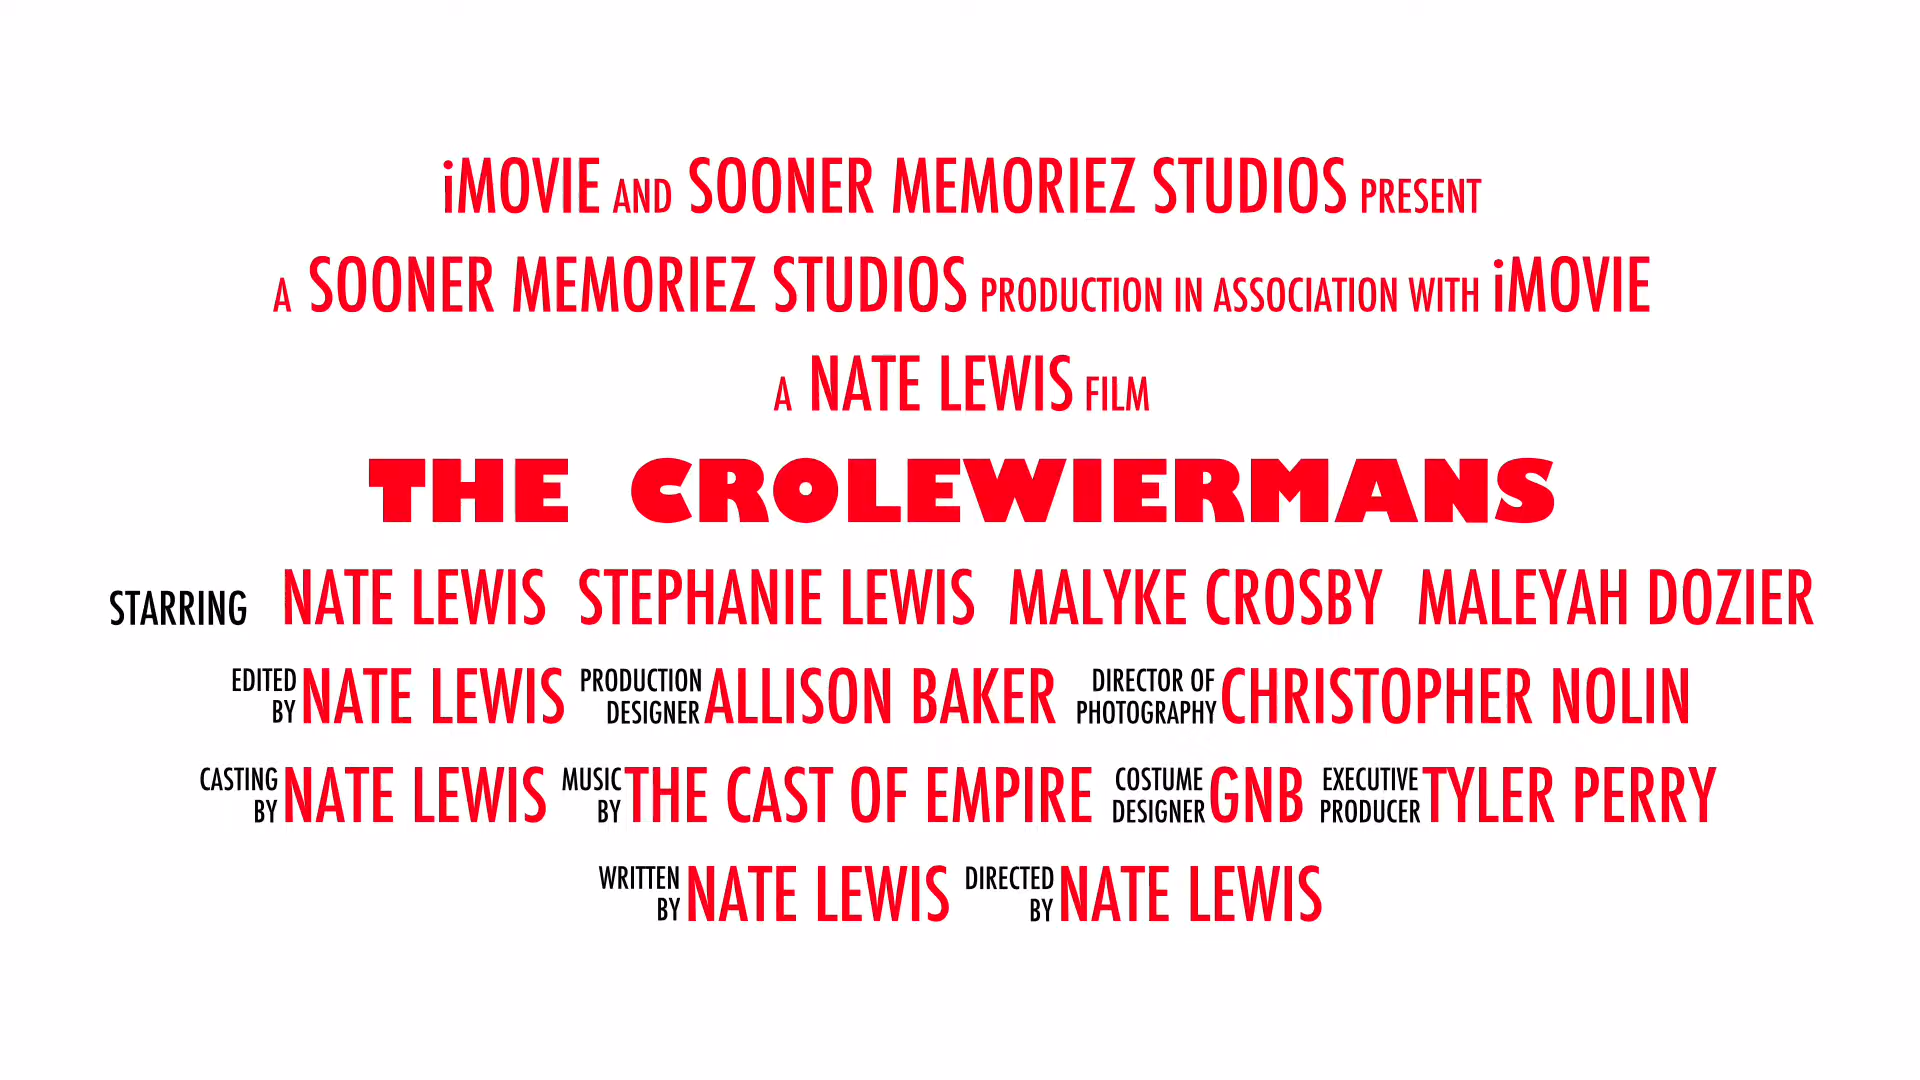 iMOVIE AND SOONER MEMORIEZ STUDIOS PRESENT
A SOONER MEMORIEZ STUDIOS PRODUCTION IN ASSOCIATION WITH iMOVIE
A NATE LEWIS FILM
THE CROLEWIERMANS
STARRING NATE LEWIS STEPHANIE LEWIS MALYKE CROSBY MALEYAH DOZIER
EDITED BY NATE LEWIS PRODUCTION DESIGNER ALLISON BAKER DIRECTOR OF PHOTOGRAPHY CHRISTOPHER NOLIN
CASTING BY NATE LEWIS MUSIC BY THE CAST OF EMPIRE COSTUME DESIGNER GNB EXECUTIVE PRODUCER TYLER PERRY
WRITTEN BY NATE LEWIS DIRECTED BY NATE LEWIS